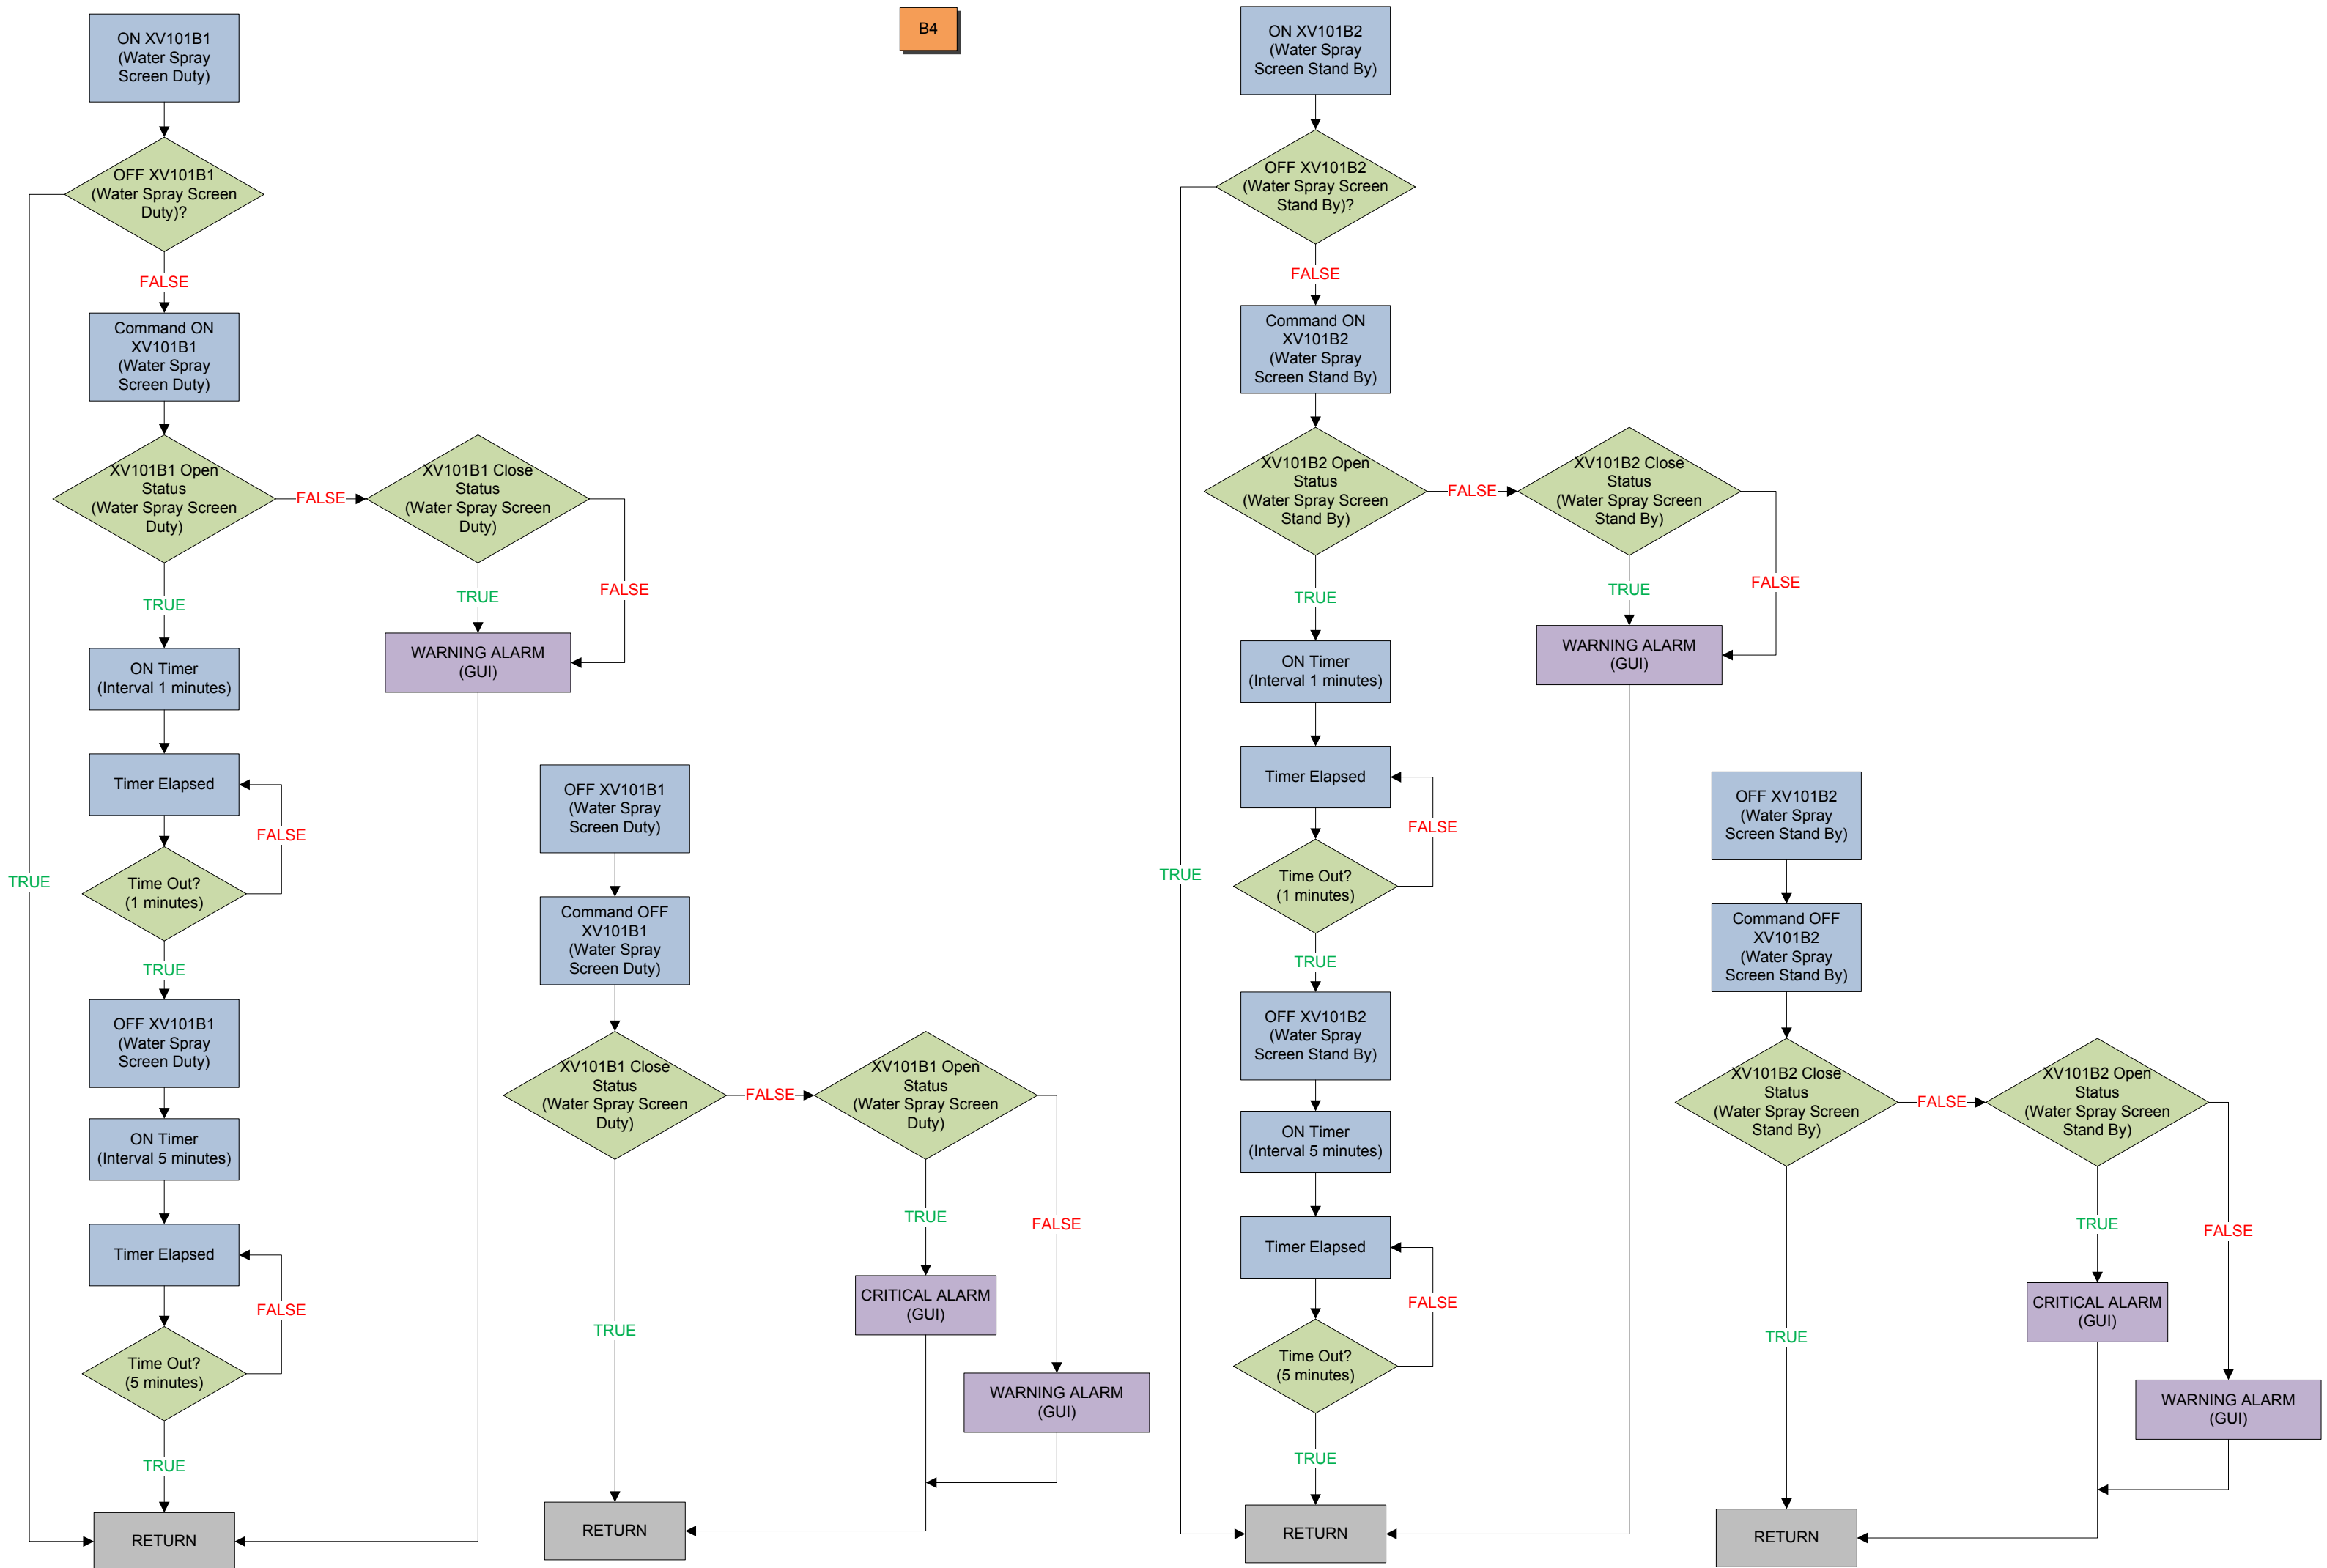 ON XV101B1
(Water Spray
Screen Duty)
OFF XV101B1
(Water Spray Screen
Duty)?
FALSE
Command ON
XV101B1
(Water Spray
Screen Duty)
XV101B1 Open
Status
(Water Spray Screen
Duty)
FALSE
XV101B1 Close
Status
(Water Spray Screen
Duty)
TRUE
TRUE
FALSE
WARNING ALARM
(GUI)
ON Timer
(Interval 1 minutes)
Timer Elapsed
FALSE
Time Out?
(1 minutes)
TRUE
TRUE
OFF XV101B1
(Water Spray
Screen Duty)
ON Timer
(Interval 5 minutes)
Timer Elapsed
FALSE
Time Out?
(5 minutes)
TRUE
RETURN
OFF XV101B1
(Water Spray
Screen Duty)
Command OFF
XV101B1
(Water Spray
Screen Duty)
XV101B1 Close
Status
(Water Spray Screen
Duty)
FALSE
XV101B1 Open
Status
(Water Spray Screen
Duty)
TRUE
FALSE
CRITICAL ALARM
(GUI)
TRUE
WARNING ALARM
(GUI)
RETURN
B4
ON XV101B2
(Water Spray
Screen Stand By)
OFF XV101B2
(Water Spray Screen
Stand By)?
FALSE
Command ON
XV101B2
(Water Spray
Screen Stand By)
XV101B2 Open
Status
(Water Spray Screen
Stand By)
FALSE
XV101B2 Close
Status
(Water Spray Screen
Stand By)
TRUE
TRUE
FALSE
WARNING ALARM
(GUI)
ON Timer
(Interval 1 minutes)
Timer Elapsed
FALSE
Time Out?
(1 minutes)
TRUE
TRUE
OFF XV101B2
(Water Spray
Screen Stand By)
ON Timer
(Interval 5 minutes)
Timer Elapsed
FALSE
Time Out?
(5 minutes)
TRUE
RETURN
OFF XV101B2
(Water Spray
Screen Stand By)
Command OFF
XV101B2
(Water Spray
Screen Stand By)
XV101B2 Close
Status
(Water Spray Screen
Stand By)
FALSE
XV101B2 Open
Status
(Water Spray Screen
Stand By)
TRUE
FALSE
CRITICAL ALARM
(GUI)
TRUE
WARNING ALARM
(GUI)
RETURN